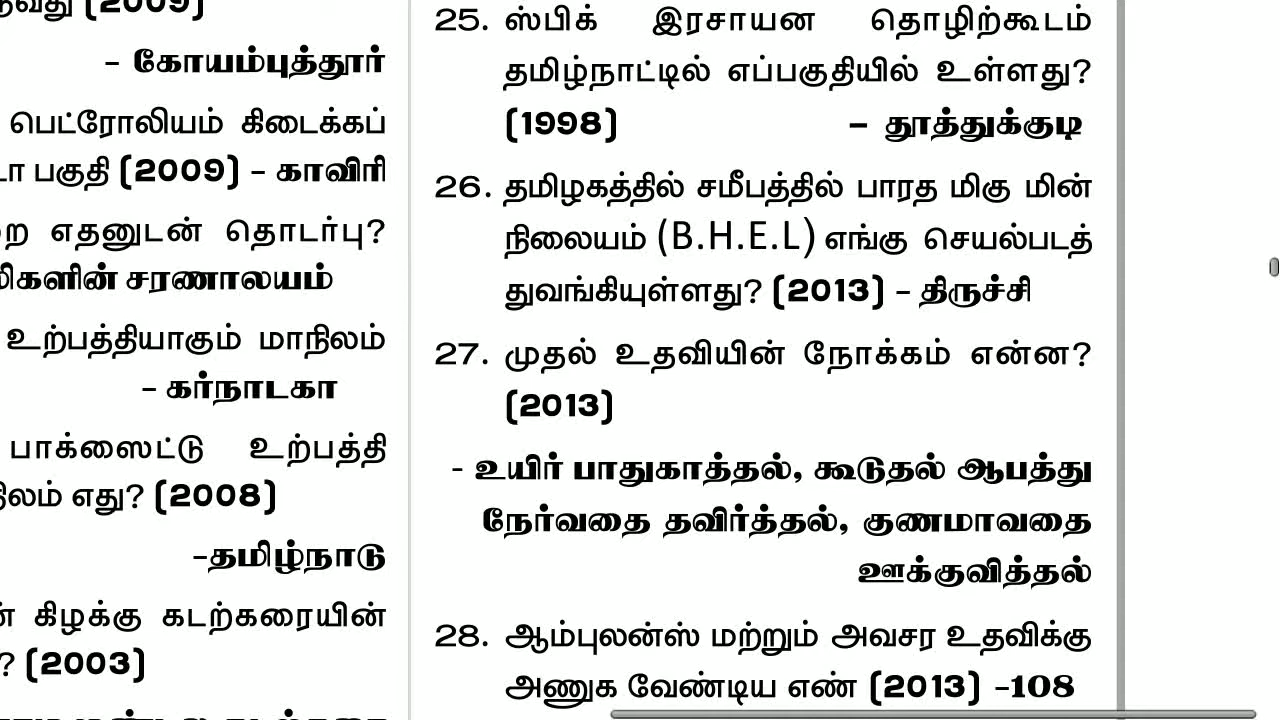 (2009)
- கோயம்புத்தூர்
பெட்ரோலியம் கிடைக்கப்
பகுதி (2009) - காவிரி
எதனுடன் தொடர்பு?
சரணாலயம்
உற்பத்தியாகும் மாநிலம்
- கர்நாடகா
பாக்ஸைட்டு உற்பத்தி
எது? (2008)
-தமிழ்நாடு
கிழக்கு கடற்கரையின்
? (2003)
25. ஸ்பிக் இரசாயன தொழிற்கூடம்
தமிழ்நாட்டில் எப்பகுதியில் உள்ளது?
(1998) – தூத்துக்குடி
26. தமிழகத்தில் சமீபத்தில் பாரத மிகு மின்
நிலையம் (B.H.E.L) எங்கு செயல்படத்
துவங்கியுள்ளது? (2013) - திருச்சி
27. முதல் உதவியின் நோக்கம் என்ன?
(2013)
- உயிர் பாதுகாத்தல், கூடுதல் ஆபத்து
நேர்வதை தவிர்த்தல், குணமாவதை
ஊக்குவித்தல்
28. ஆம்புலன்ஸ் மற்றும் அவசர உதவிக்கு
அணுக வேண்டிய எண் (2013) -108